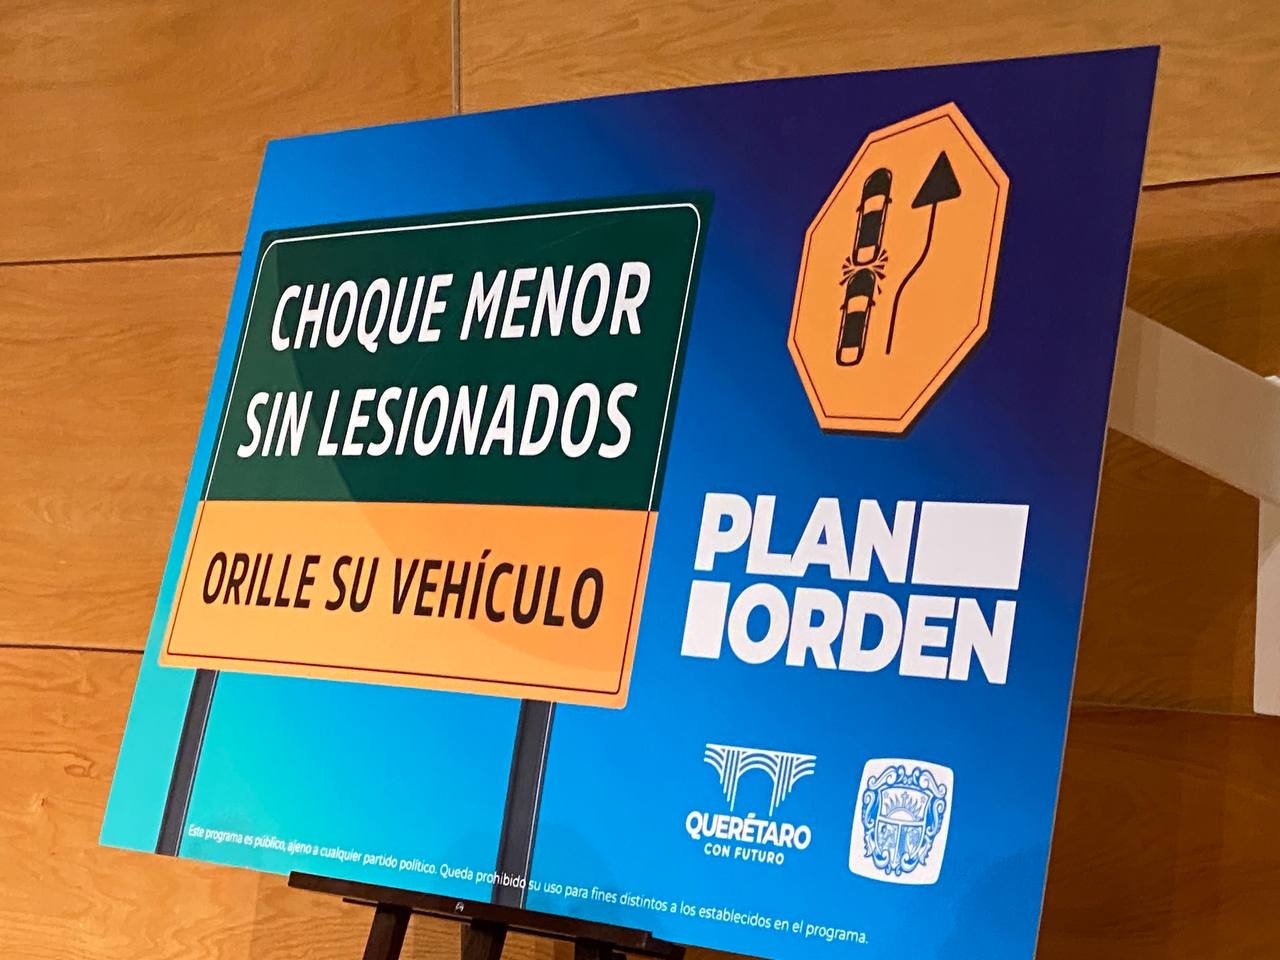 CHOQUE MENOR
SIN LESIONADOS
ORILLE SU VEHÍCULO
PLAN
ORDEN
QUERÉTARO
CON FUTURO
Este programa es público, ajeno a cualquier partido político. Queda prohibido su uso para fines distintos a los establecidos en el programa.